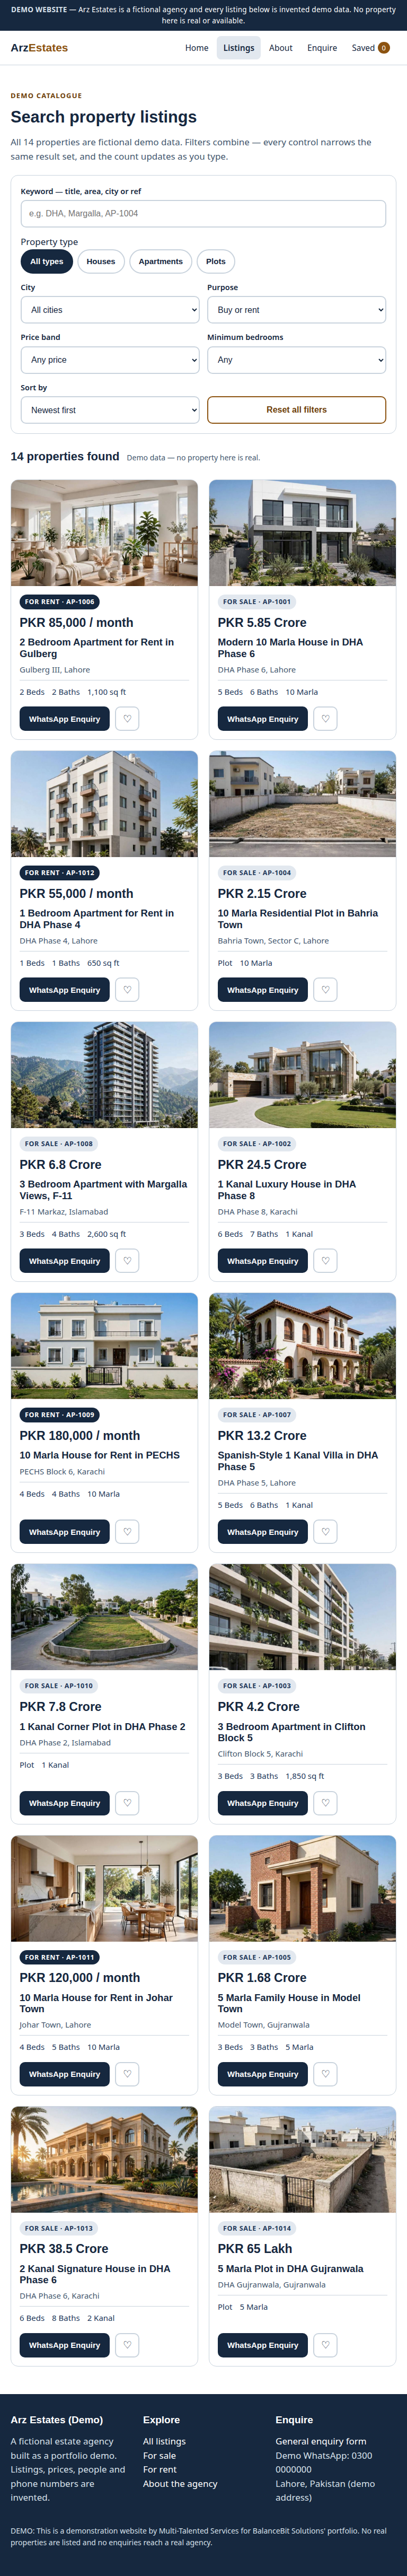 DEMO WEBSITE — Arz Estates is a fictional agency and every listing below is invented demo data. No property
here is real or available.
ArzEstates
Home Listings About Enquire Saved 0
DEMO CATALOGUE
Search property listings
All 14 properties are fictional demo data. Filters combine — every control narrows the
same result set, and the count updates as you type.
Keyword — title, area, city or ref
e.g. DHA, Margalla, AP-1004
Property type
All types Houses Apartments Plots
City Purpose
All cities Buy or rent
Price band Minimum bedrooms
Any price Any
Sort by
Newest first Reset all filters
14 properties found Demo data — no property here is real.
FOR RENT · AP-1006
PKR 85,000 / month
2 Bedroom Apartment for Rent in
Gulberg
Gulberg III, Lahore
2 Beds 2 Baths 1,100 sq ft
WhatsApp Enquiry ♡
FOR SALE · AP-1001
PKR 5.85 Crore
Modern 10 Marla House in DHA
Phase 6
DHA Phase 6, Lahore
5 Beds 6 Baths 10 Marla
WhatsApp Enquiry ♡
FOR RENT · AP-1012
PKR 55,000 / month
1 Bedroom Apartment for Rent in
DHA Phase 4
DHA Phase 4, Lahore
1 Beds 1 Baths 650 sq ft
WhatsApp Enquiry ♡
FOR SALE · AP-1004
PKR 2.15 Crore
10 Marla Residential Plot in Bahria
Town
Bahria Town, Sector C, Lahore
Plot 10 Marla
WhatsApp Enquiry ♡
FOR SALE · AP-1008
PKR 6.8 Crore
3 Bedroom Apartment with Margalla
Views, F-11
F-11 Markaz, Islamabad
3 Beds 4 Baths 2,600 sq ft
WhatsApp Enquiry ♡
FOR SALE · AP-1002
PKR 24.5 Crore
1 Kanal Luxury House in DHA
Phase 8
DHA Phase 8, Karachi
6 Beds 7 Baths 1 Kanal
WhatsApp Enquiry ♡
FOR RENT · AP-1009
PKR 180,000 / month
10 Marla House for Rent in PECHS
PECHS Block 6, Karachi
4 Beds 4 Baths 10 Marla
WhatsApp Enquiry ♡
FOR SALE · AP-1007
PKR 13.2 Crore
Spanish-Style 1 Kanal Villa in DHA
Phase 5
DHA Phase 5, Lahore
5 Beds 6 Baths 1 Kanal
WhatsApp Enquiry ♡
FOR SALE · AP-1010
PKR 7.8 Crore
1 Kanal Corner Plot in DHA Phase 2
DHA Phase 2, Islamabad
Plot 1 Kanal
WhatsApp Enquiry ♡
FOR SALE · AP-1003
PKR 4.2 Crore
3 Bedroom Apartment in Clifton
Block 5
Clifton Block 5, Karachi
3 Beds 3 Baths 1,850 sq ft
WhatsApp Enquiry ♡
FOR RENT · AP-1011
PKR 120,000 / month
10 Marla House for Rent in Johar
Town
Johar Town, Lahore
4 Beds 5 Baths 10 Marla
WhatsApp Enquiry ♡
FOR SALE · AP-1005
PKR 1.68 Crore
5 Marla Family House in Model
Town
Model Town, Gujranwala
3 Beds 3 Baths 5 Marla
WhatsApp Enquiry ♡
FOR SALE · AP-1013
PKR 38.5 Crore
2 Kanal Signature House in DHA
Phase 6
DHA Phase 6, Karachi
6 Beds 8 Baths 2 Kanal
WhatsApp Enquiry ♡
FOR SALE · AP-1014
PKR 65 Lakh
5 Marla Plot in DHA Gujranwala
DHA Gujranwala, Gujranwala
Plot 5 Marla
WhatsApp Enquiry ♡
Arz Estates (Demo)
A fictional estate agency
built as a portfolio demo.
Listings, prices, people and
phone numbers are
invented.
Explore
All listings
For sale
For rent
About the agency
Enquire
General enquiry form
Demo WhatsApp: 0300
0000000
Lahore, Pakistan (demo
address)
DEMO: This is a demonstration website by Multi-Talented Services for BalanceBit Solutions' portfolio. No real
properties are listed and no enquiries reach a real agency.